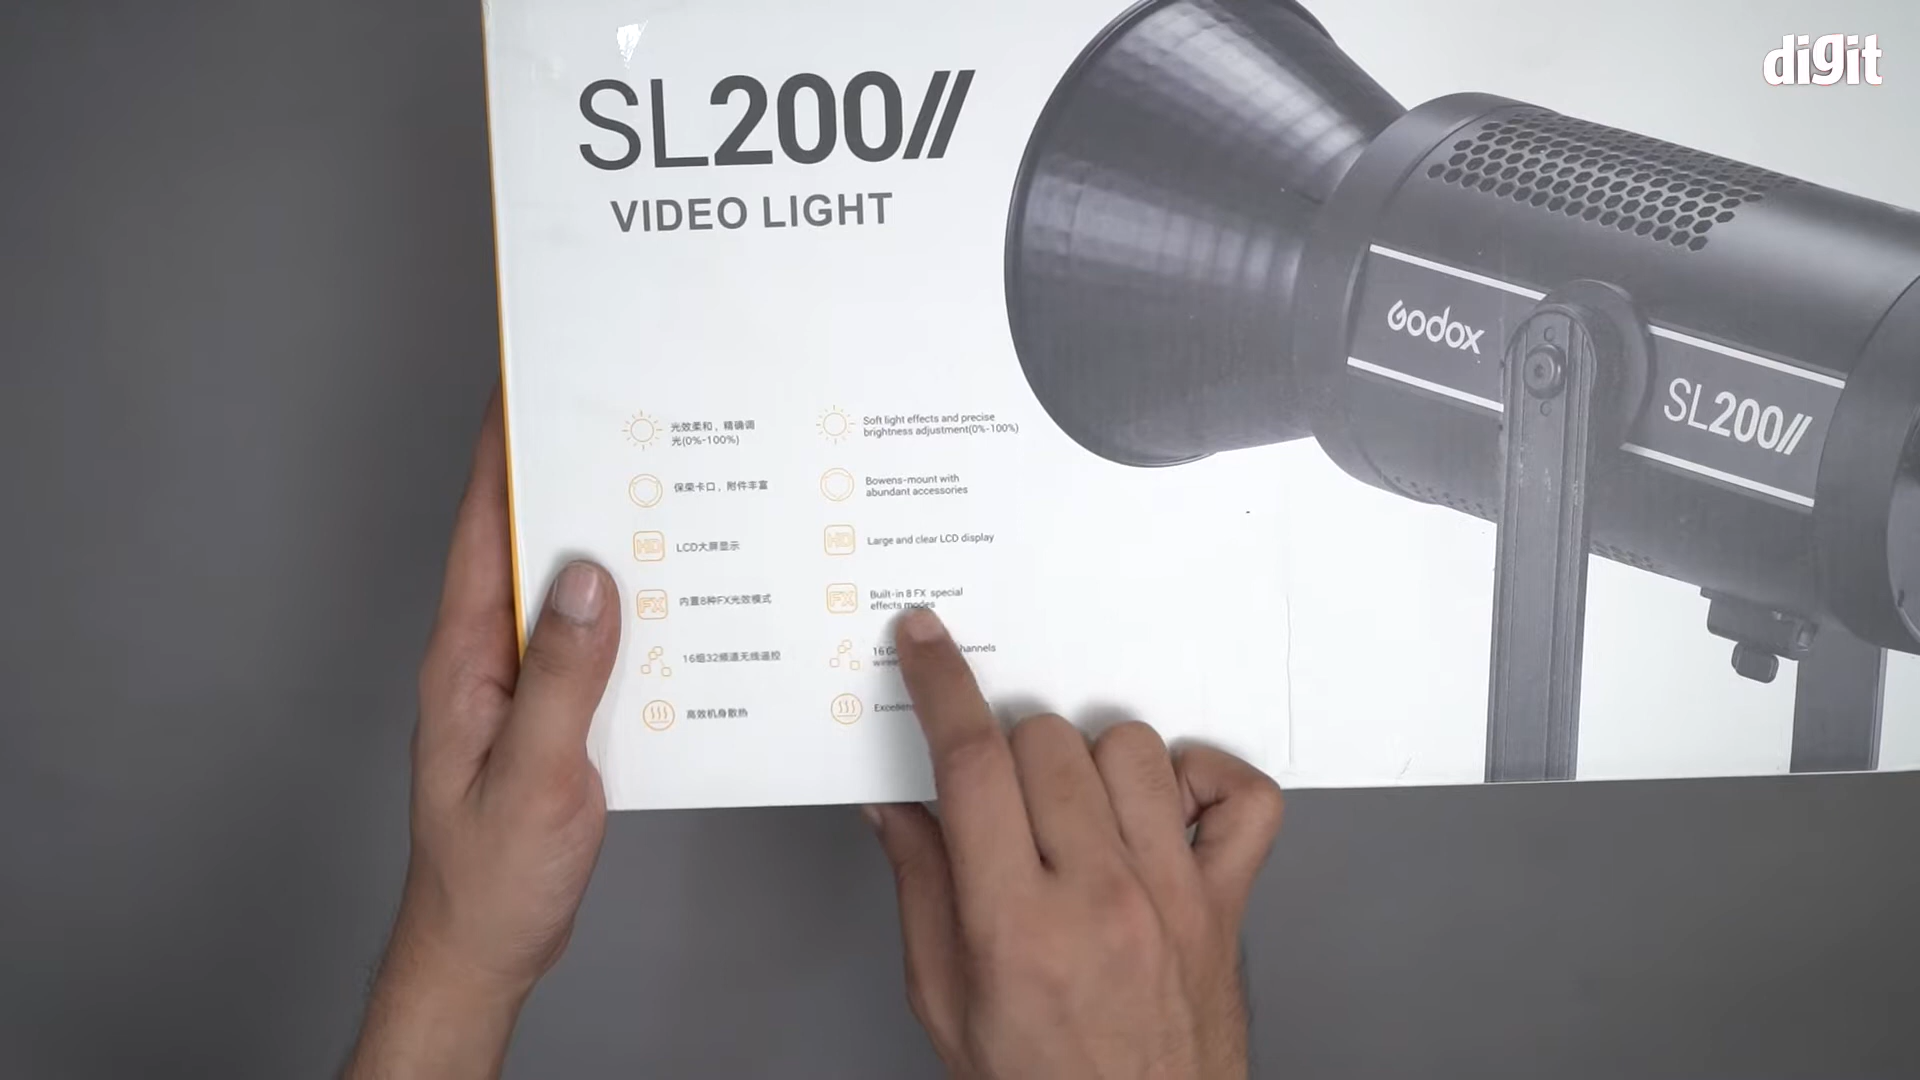 digit
SL200//
VIDEO LIGHT
Godox
SL200//
光效柔和，精确调
光(0%-100%)
Soft light effects and precise
brightness adjustment(0%-100%)
保荣卡口，附件丰富
Bowens-mount with
abundant accessories
HD
LCD大屏显示
HD
Large and clear LCD display
FX
内置8种FX光效模式
FX
Built-in 8 FX special
effects modes
16组32频道无线遥控
16
高效机身散热